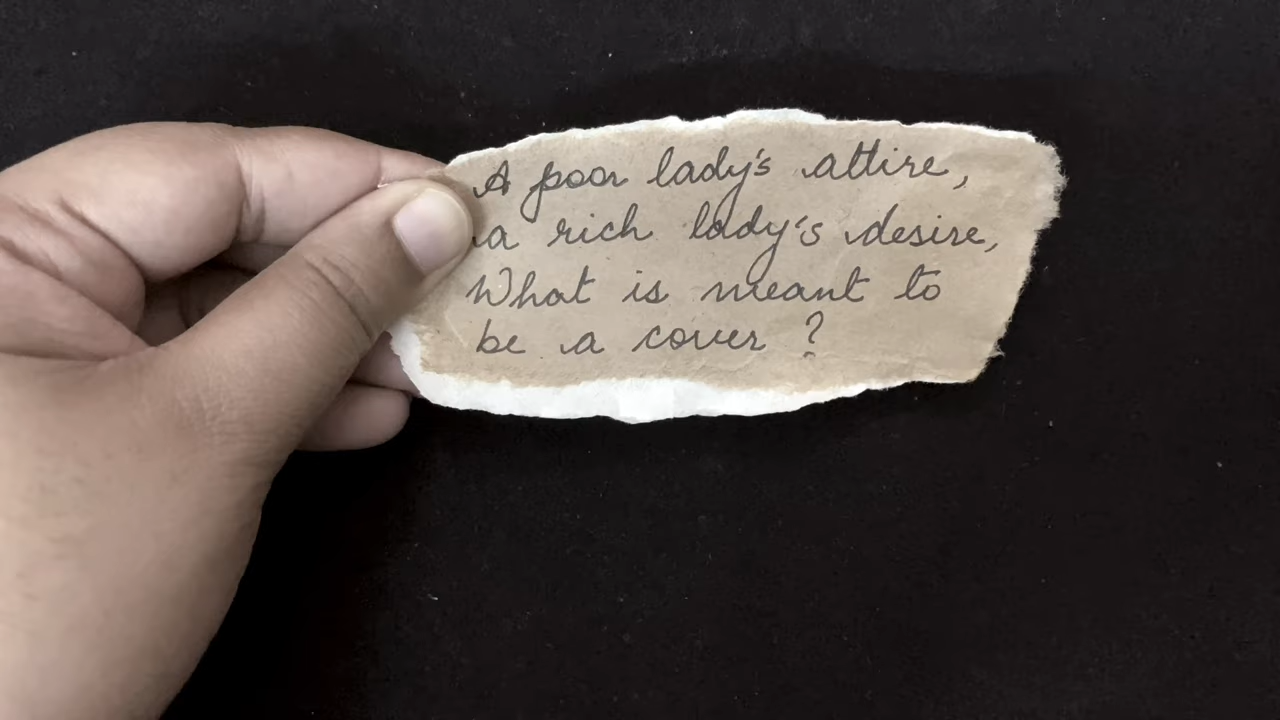 A poor lady's attire,
a rich lady's desire,
What is meant to
be a cover ?